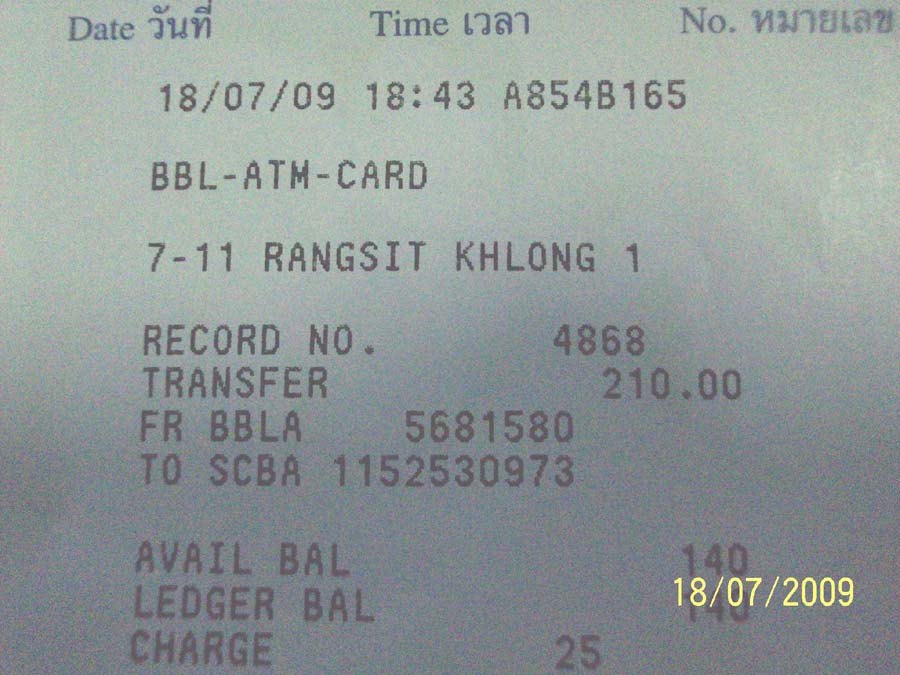 Date วันที่ Time เวลา No. หมายเลข
18/07/09 18:43 A854B165
BBL-ATM-CARD
7-11 RANGSIT KHLONG 1
RECORD NO. 4868
TRANSFER 210.00
FR BBLA 5681580
TO SCBA 1152530973
AVAIL BAL 140
18/07/2009
LEDGER BAL 140
CHARGE 25